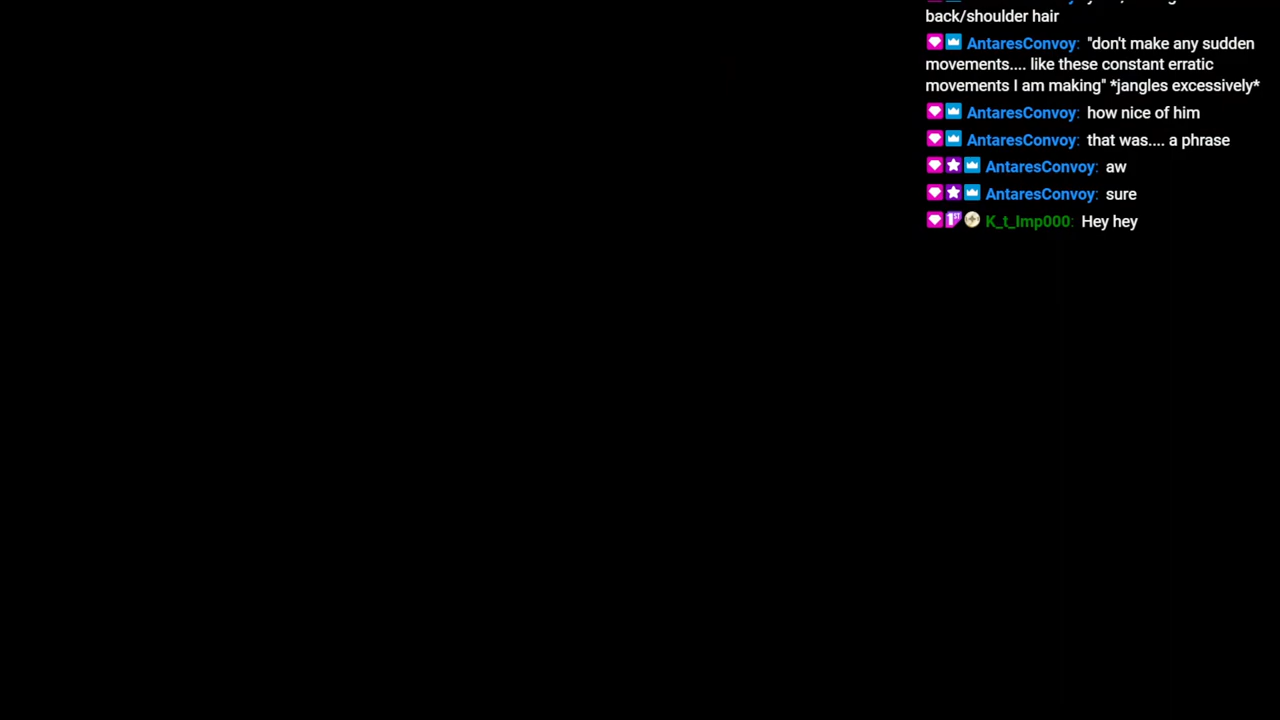 back/shoulder hair
AntaresConvoy: "don't make any sudden
movements.... like these constant erratic
movements I am making" *jangles excessively*
AntaresConvoy: how nice of him
AntaresConvoy: that was.... a phrase
AntaresConvoy: aw
AntaresConvoy: sure
1ST K_t_Imp000: Hey hey